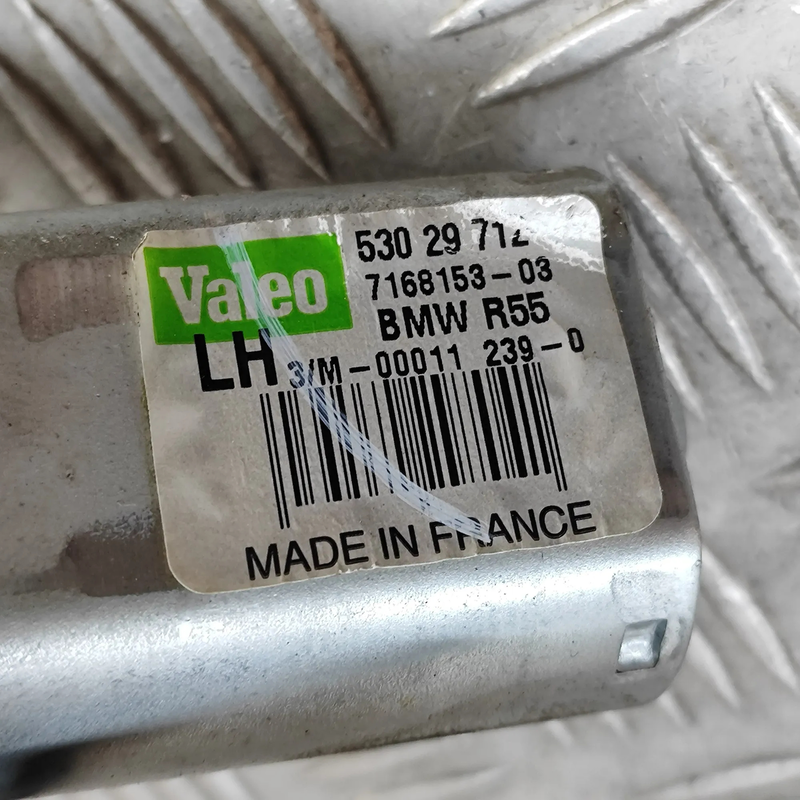 Valeo
530 29 712
7168153-03
BMW R55
LH 3/M-00011 239-0
MADE IN FRANCE